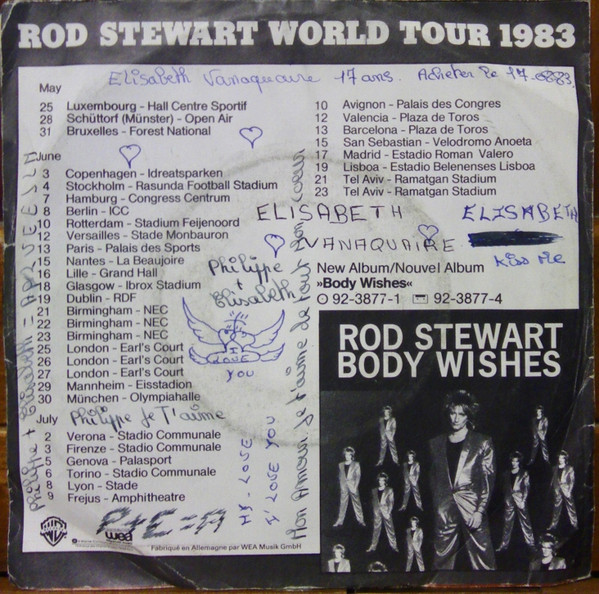 ROD STEWART WORLD TOUR 1983
Elisabeth Vanaquaire 17 ans. Acheter le 17.0883
May
25 Luxembourg - Hall Centre Sportif
28 Schüttorf (Münster) - Open Air
31 Bruxelles - Forest National
June
3 Copenhagen - Idreatsparken
4 Stockholm - Rasunda Football Stadium
7 Hamburg - Congress Centrum
8 Berlin - ICC
10 Rotterdam - Stadium Feijenoord
12 Versailles - Stade Monbauron
13 Paris - Palais des Sports
15 Nantes - La Beaujoire
16 Lille - Grand Hall
18 Glasgow - Ibrox Stadium
19 Dublin - RDF
21 Birmingham - NEC
22 Birmingham - NEC
23 Birmingham - NEC
25 London - Earl's Court
26 London - Earl's Court
27 London - Earl's Court
29 Mannheim - Eisstadion
30 München - Olympiahalle
July
Philippe je T'aime
2 Verona - Stadio Communale
3 Firenze - Stadio Communale
5 Genova - Palasport
6 Torino - Stadio Communale
8 Lyon - Stade
9 Frejus - Amphitheatre
P+E=A
Philippe + Elisabeth =
Philippe
+
Elisabeth
LOVE
YOU
MY. LOVE
I LOVE YOU
Mon Amour je t'aime de tout mon coeur
10 Avignon - Palais des Congres
12 Valencia - Plaza de Toros
13 Barcelona - Plaza de Toros
15 San Sebastian - Velodromo Anoeta
17 Madrid - Estadio Roman Valero
19 Lisboa - Estadio Belenenses Lisboa
21 Tel Aviv - Ramatgan Stadium
23 Tel Aviv - Ramatgan Stadium
ELISABETH
VANAQUAIRE
ELISABETH
Kiss Me
New Album/Nouvel Album
»Body Wishes«
92-3877-1 92-3877-4
ROD STEWART
BODY WISHES
wea
Fabriqué en Allemagne par WEA Musik GmbH